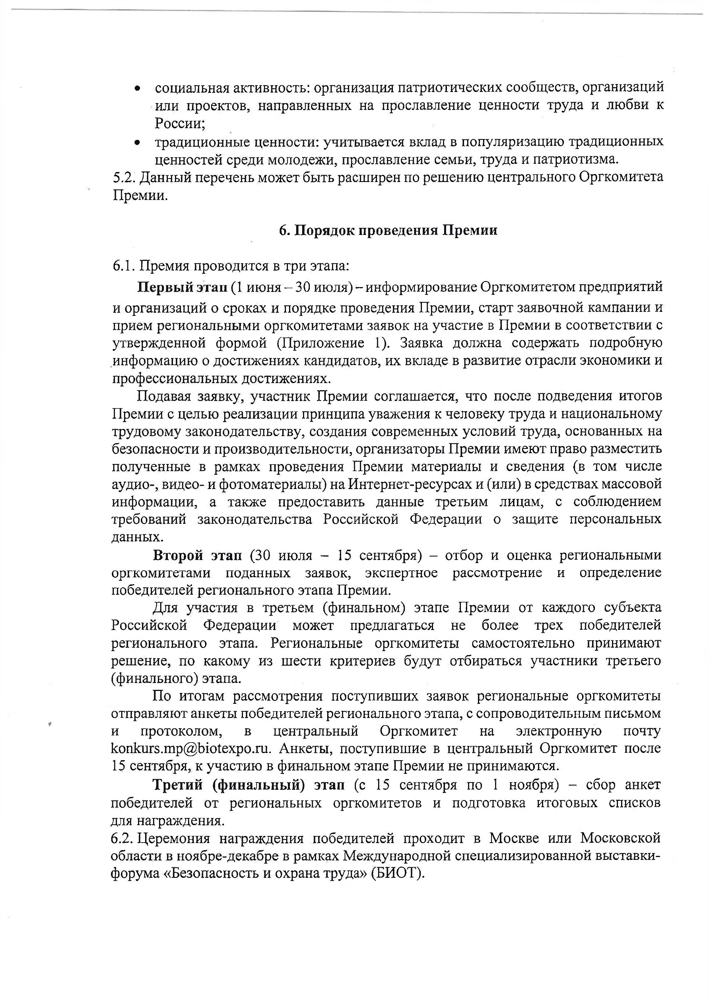 • социальная активность: организация патриотических сообществ, организаций
или проектов, направленных на прославление ценности труда и любви к
России;
• традиционные ценности: учитывается вклад в популяризацию традиционных
ценностей среди молодежи, прославление семьи, труда и патриотизма.
5.2. Данный перечень может быть расширен по решению центрального Оргкомитета
Премии.
6. Порядок проведения Премии
6.1. Премия проводится в три этапа:
Первый этап (1 июня – 30 июля) – информирование Оргкомитетом предприятий
и организаций о сроках и порядке проведения Премии, старт заявочной кампании и
прием региональными оргкомитетами заявок на участие в Премии в соответствии с
утвержденной формой (Приложение 1). Заявка должна содержать подробную
информацию о достижениях кандидатов, их вкладе в развитие отрасли экономики и
профессиональных достижениях.
Подавая заявку, участник Премии соглашается, что после подведения итогов
Премии с целью реализации принципа уважения к человеку труда и национальному
трудовому законодательству, создания современных условий труда, основанных на
безопасности и производительности, организаторы Премии имеют право разместить
полученные в рамках проведения Премии материалы и сведения (в том числе
аудио-, видео- и фотоматериалы) на Интернет-ресурсах и (или) в средствах массовой
информации, а также предоставить данные третьим лицам, с соблюдением
требований законодательства Российской Федерации о защите персональных
данных.
Второй этап (30 июля – 15 сентября) – отбор и оценка региональными
оргкомитетами поданных заявок, экспертное рассмотрение и определение
победителей регионального этапа Премии.
Для участия в третьем (финальном) этапе Премии от каждого субъекта
Российской Федерации может предлагаться не более трех победителей
регионального этапа. Региональные оргкомитеты самостоятельно принимают
решение, по какому из шести критериев будут отбираться участники третьего
(финального) этапа.
По итогам рассмотрения поступивших заявок региональные оргкомитеты
отправляют анкеты победителей регионального этапа, с сопроводительным письмом
и протоколом, в центральный Оргкомитет на электронную почту
konkurs.mp@biotexpo.ru. Анкеты, поступившие в центральный Оргкомитет после
15 сентября, к участию в финальном этапе Премии не принимаются.
Третий (финальный) этап (с 15 сентября по 1 ноября) – сбор анкет
победителей от региональных оргкомитетов и подготовка итоговых списков
для награждения.
6.2. Церемония награждения победителей проходит в Москве или Московской
области в ноябре-декабре в рамках Международной специализированной выставки-
форума «Безопасность и охрана труда» (БИОТ).